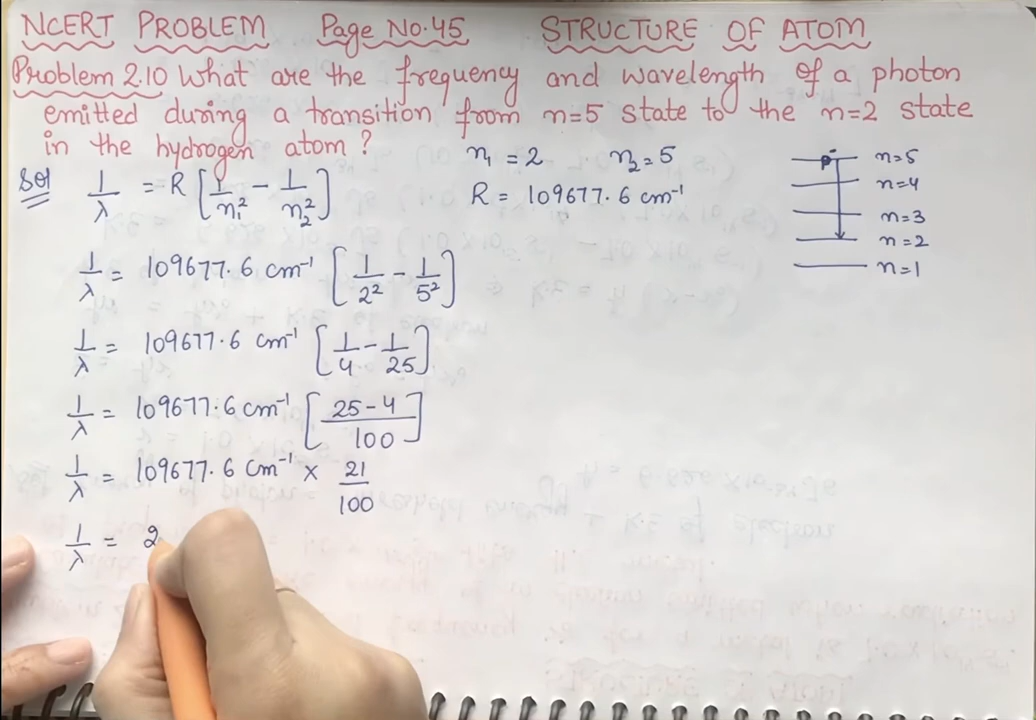 NCERT PROBLEM Page No.45 STRUCTURE OF ATOM
Problem 2.10 What are the frequency and wavelength of a photon
emitted during a transition from n=5 state to the n=2 state
in the hydrogen atom?
n₁ = 2 n₂ = 5
Sol 1/λ = R [1/n₁² - 1/n₂²] R = 109677.6 cm⁻¹
n=5
n=4
n=3
n=2
n=1
1/λ = 109677.6 cm⁻¹ [1/2² - 1/5²]
1/λ = 109677.6 cm⁻¹ [1/4 - 1/25]
1/λ = 109677.6 cm⁻¹ [25-4/100]
1/λ = 109677.6 cm⁻¹ × 21/100
1/λ = 2